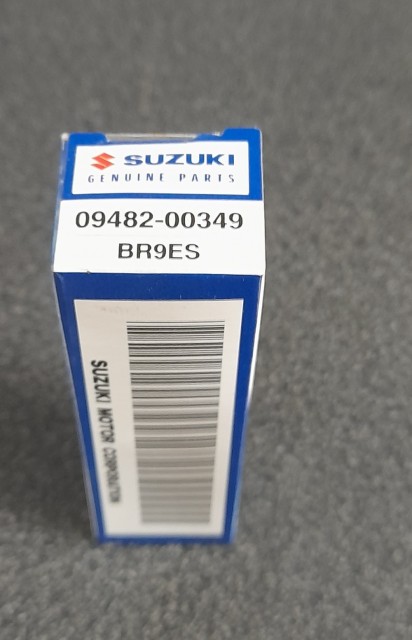 SUZUKI
GENUINE PARTS
09482-00349
BR9ES
SUZUKI MOTOR CORPORATION